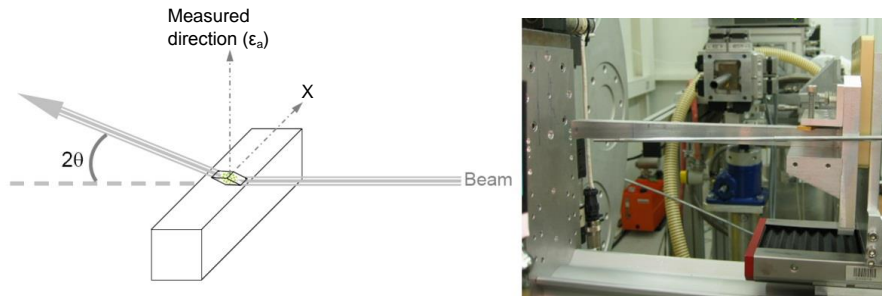 Measured
direction (εₐ)
X
2θ
Beam